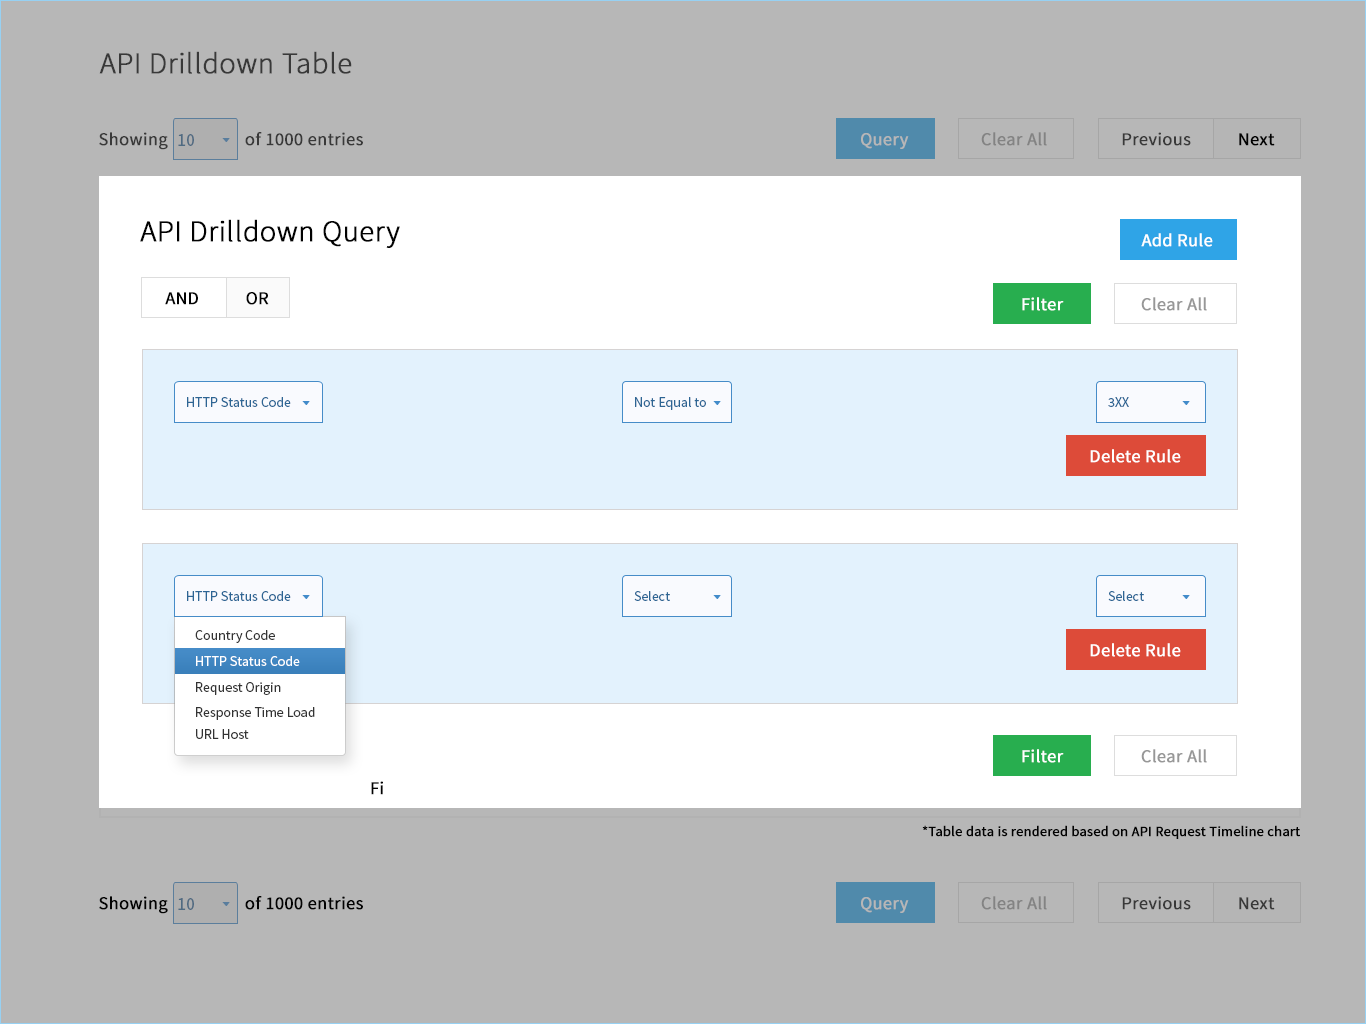 API Drilldown Table
Showing 10 of 1000 entries Query Clear All Previous Next
API Drilldown Query
Add Rule
AND OR
Filter Clear All
HTTP Status Code Not Equal to 3XX
Delete Rule
HTTP Status Code Select Select
Country Code
HTTP Status Code
Request Origin
Response Time Load
URL Host
Delete Rule
Filter Clear All
Fi
*Table data is rendered based on API Request Timeline chart
Showing 10 of 1000 entries Query Clear All Previous Next